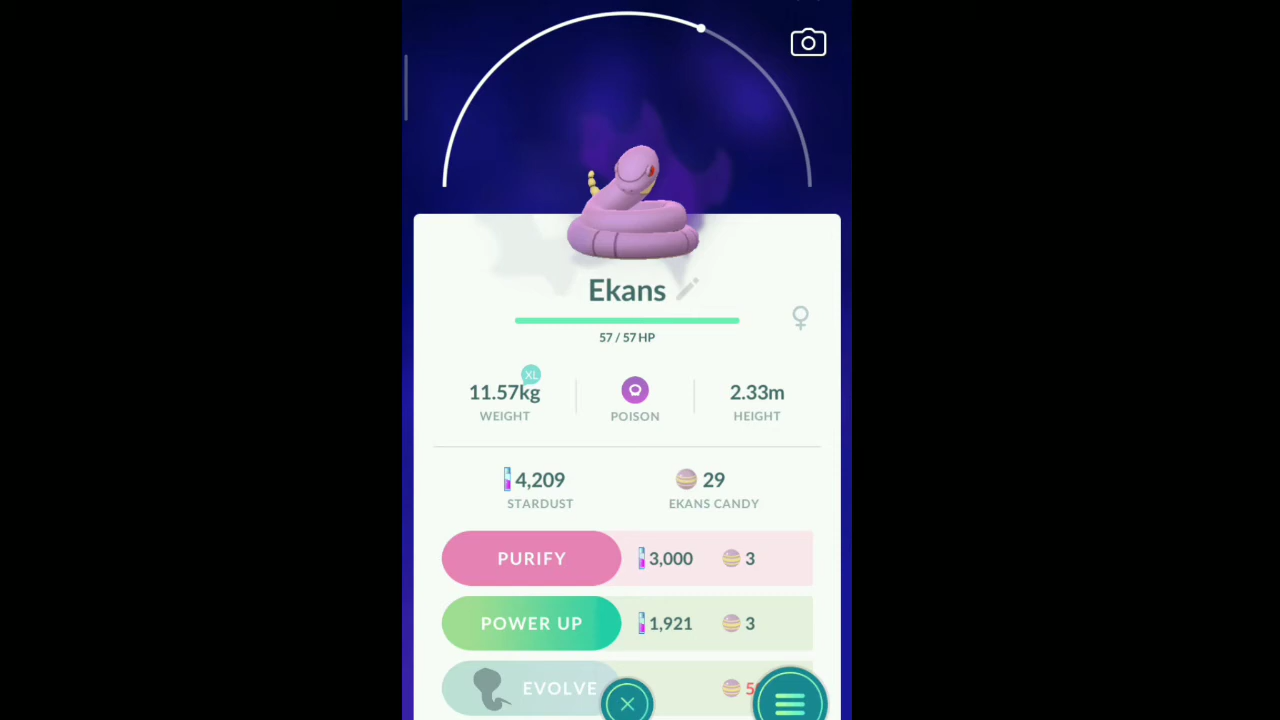 Ekans
57 / 57 HP
XL
11.57kg
WEIGHT
POISON
2.33m
HEIGHT
4,209
STARDUST
29
EKANS CANDY
PURIFY 3,000 3
POWER UP 1,921 3
EVOLVE